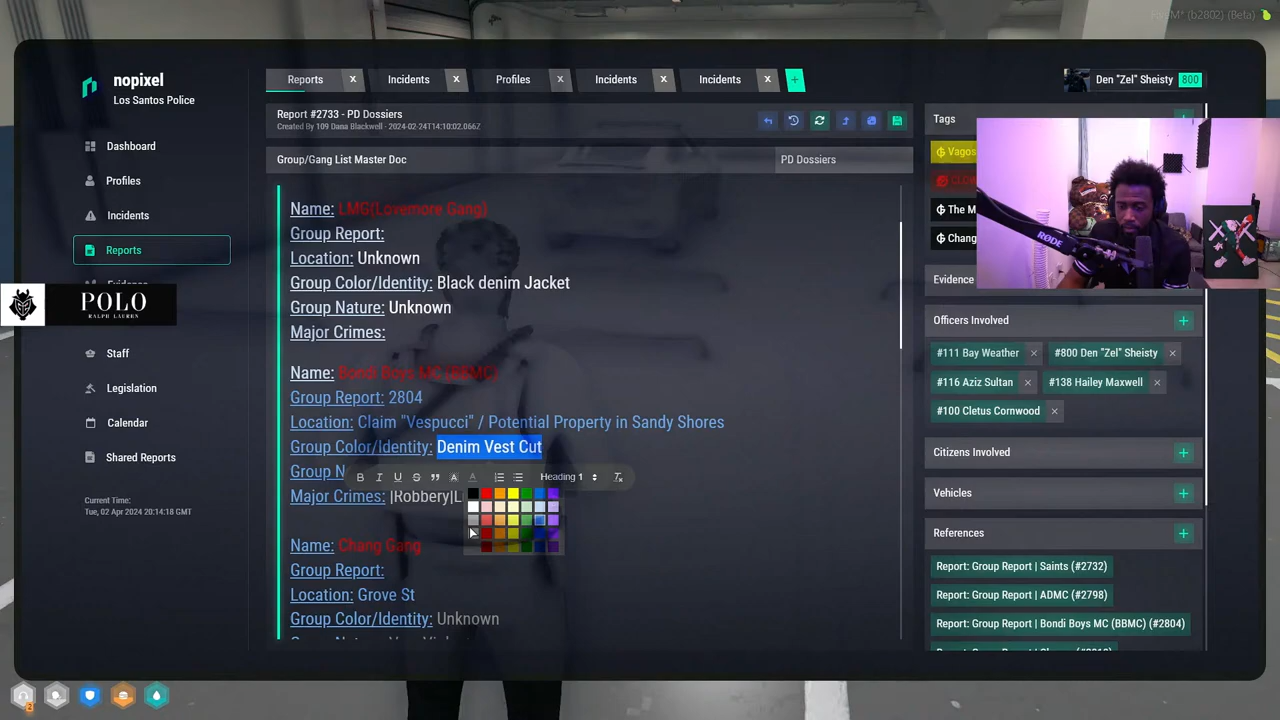 FiveM* (b2802) (Beta)
nopixel
Los Santos Police
Reports x
Incidents x
Profiles x
Incidents x
Incidents x
+
Den "Zel" Sheisty 800
Report #2733 - PD Dossiers
Created By 109 Dana Blackwell - 2024-02-24T14:10:02.066Z
Group/Gang List Master Doc
PD Dossiers
Dashboard
Profiles
Incidents
Reports
POLO
RALPH LAUREN
Staff
Legislation
Calendar
Shared Reports
Current Time:
Tue, 02 Apr 2024 20:14:18 GMT
Name: LMG(Lovemore Gang)
Group Report:
Location: Unknown
Group Color/Identity: Black denim Jacket
Group Nature: Unknown
Major Crimes:
Name: Bondi Boys MC (BBMC)
Group Report: 2804
Location: Claim "Vespucci" / Potential Property in Sandy Shores
Group Color/Identity: Denim Vest Cut
Group N
B I U S A A Heading 1
Major Crimes: |Robbery|L
Name: Chang Gang
Group Report:
Location: Grove St
Group Color/Identity: Unknown
Tags
Vagos
The M
Chang
RØDE
Evidence
Officers Involved +
#111 Bay Weather x
#800 Den "Zel" Sheisty x
#116 Aziz Sultan x
#138 Hailey Maxwell x
#100 Cletus Cornwood x
Citizens Involved +
Vehicles +
References +
Report: Group Report | Saints (#2732)
Report: Group Report | ADMC (#2798)
Report: Group Report | Bondi Boys MC (BBMC) (#2804)
2